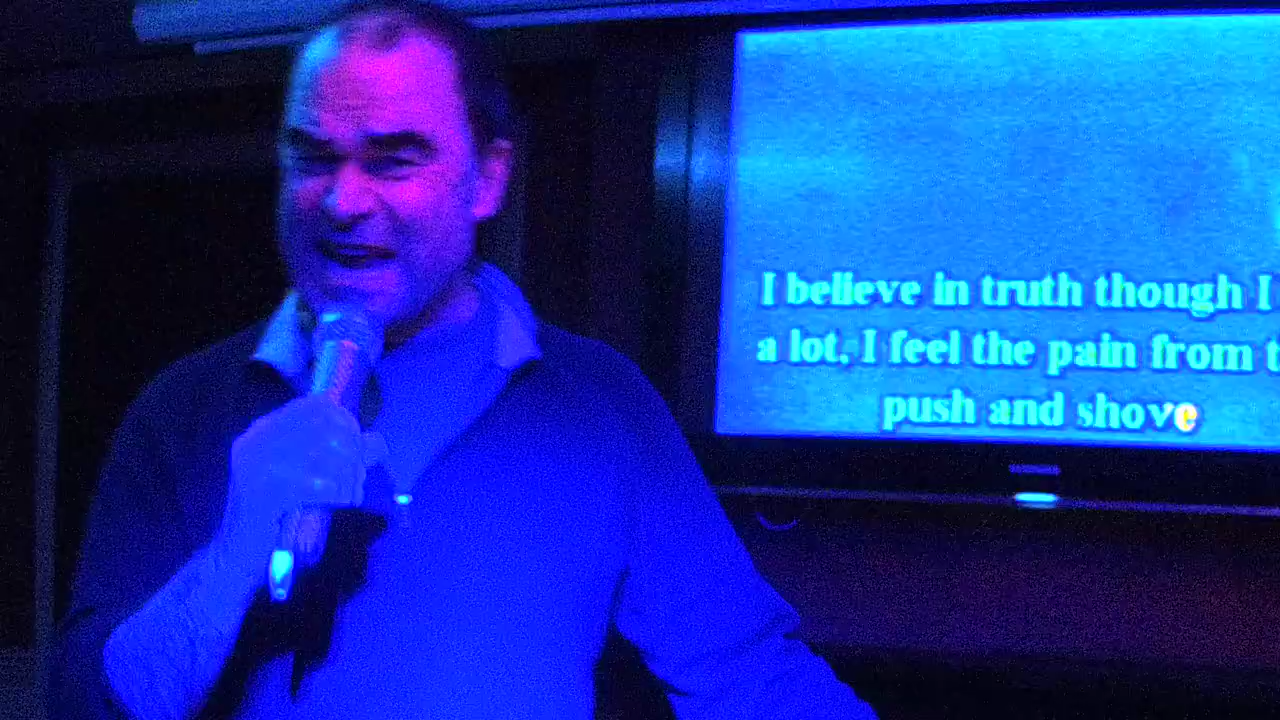 I believe in truth though I
a lot, I feel the pain from
push and shove